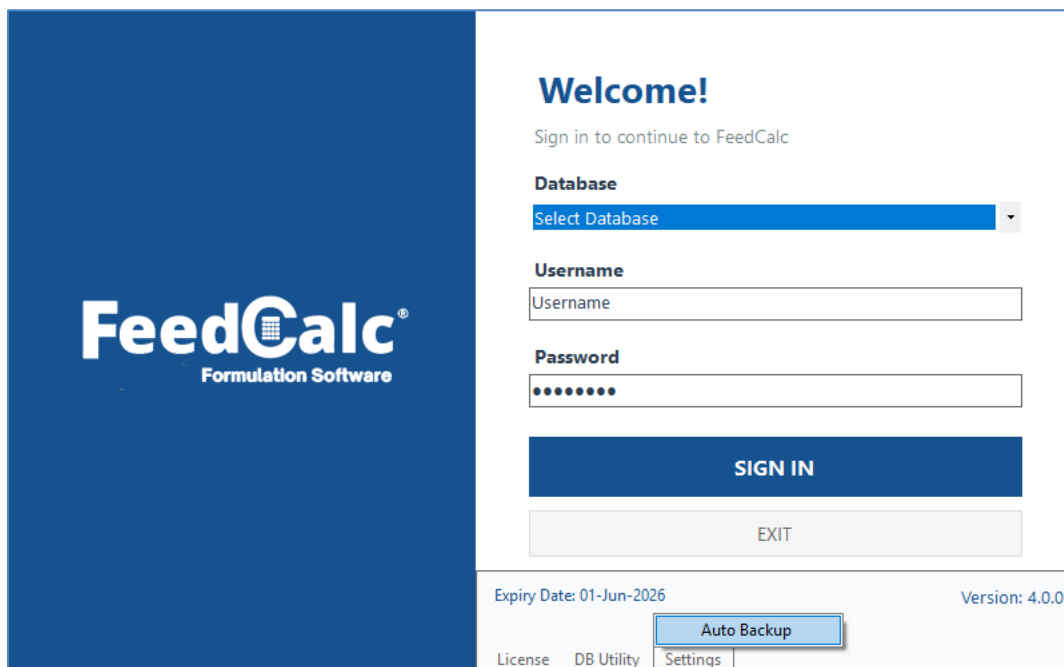 FeedCalc®
Formulation Software
Welcome!
Sign in to continue to FeedCalc
Database
Select Database
Username
Username
Password
••••••••
SIGN IN
EXIT
Expiry Date: 01-Jun-2026
Version: 4.0.0
Auto Backup
License DB Utility Settings